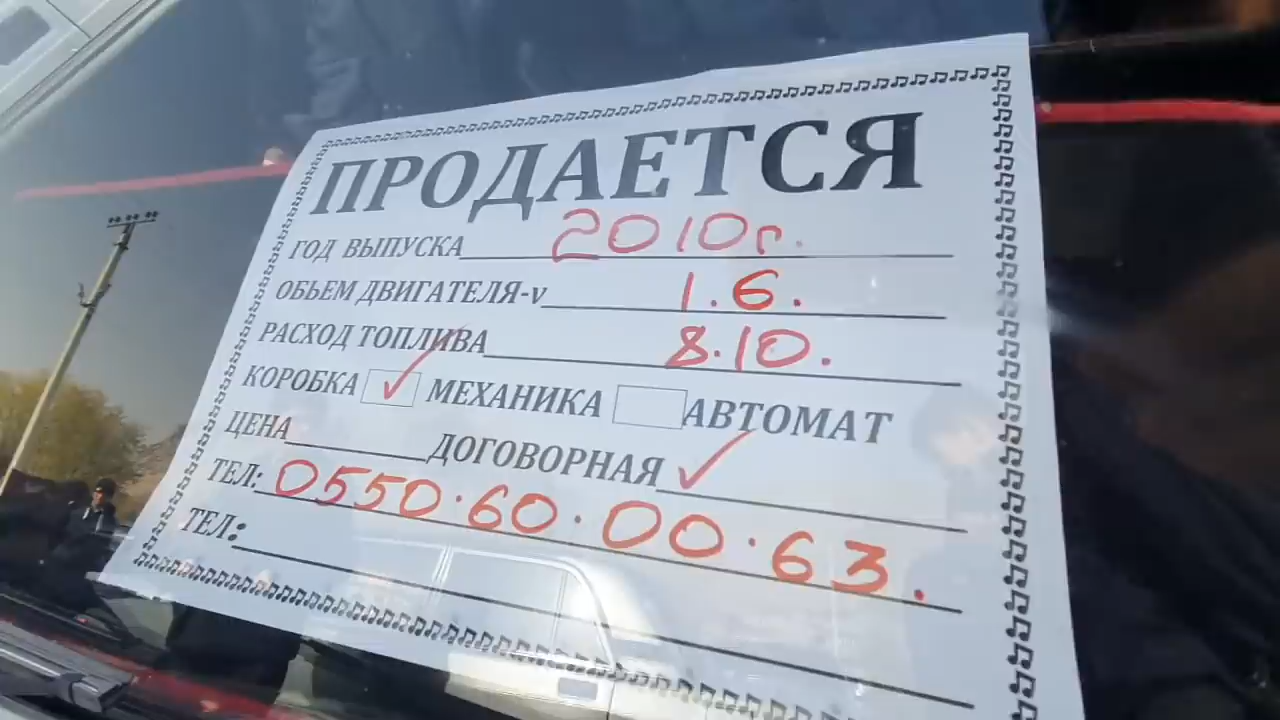 ПРОДАЕТСЯ
ГОД ВЫПУСКА 2010г.
ОБЬЕМ ДВИГАТЕЛЯ-v 1.6.
РАСХОД ТОПЛИВА 8.10.
КОРОБКА ✓ МЕХАНИКА АВТОМАТ
ЦЕНА ДОГОВОРНАЯ ✓
ТЕЛ: 0550·60·00·63.
ТЕЛ: